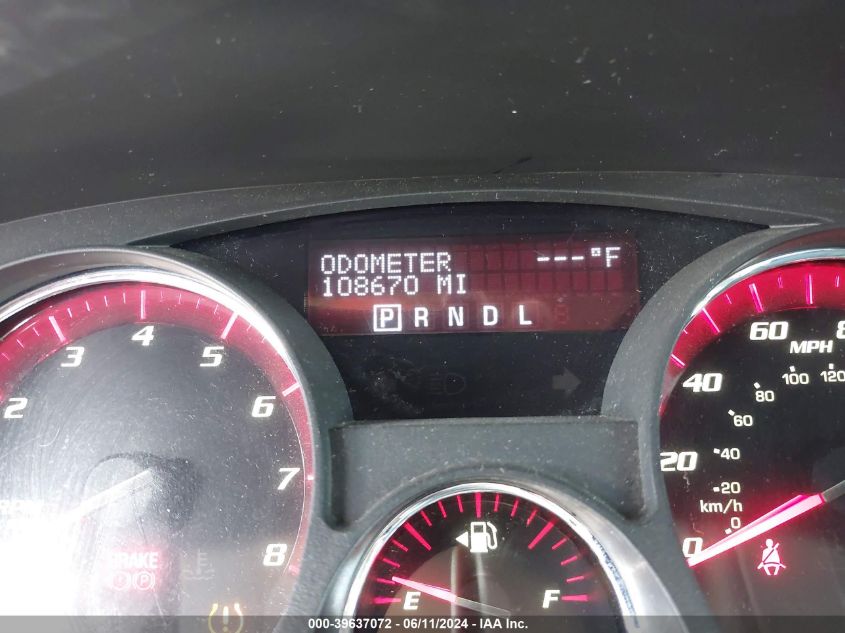 ODOMETER ---°F
108670 MI
P R N D L
2 3 4 5 6 7 8
0 20 40 60 8
MPH
0 20 40 60 80 100 120
km/h
BRAKE
E F
000-39637072 - 06/11/2024 - IAA Inc.